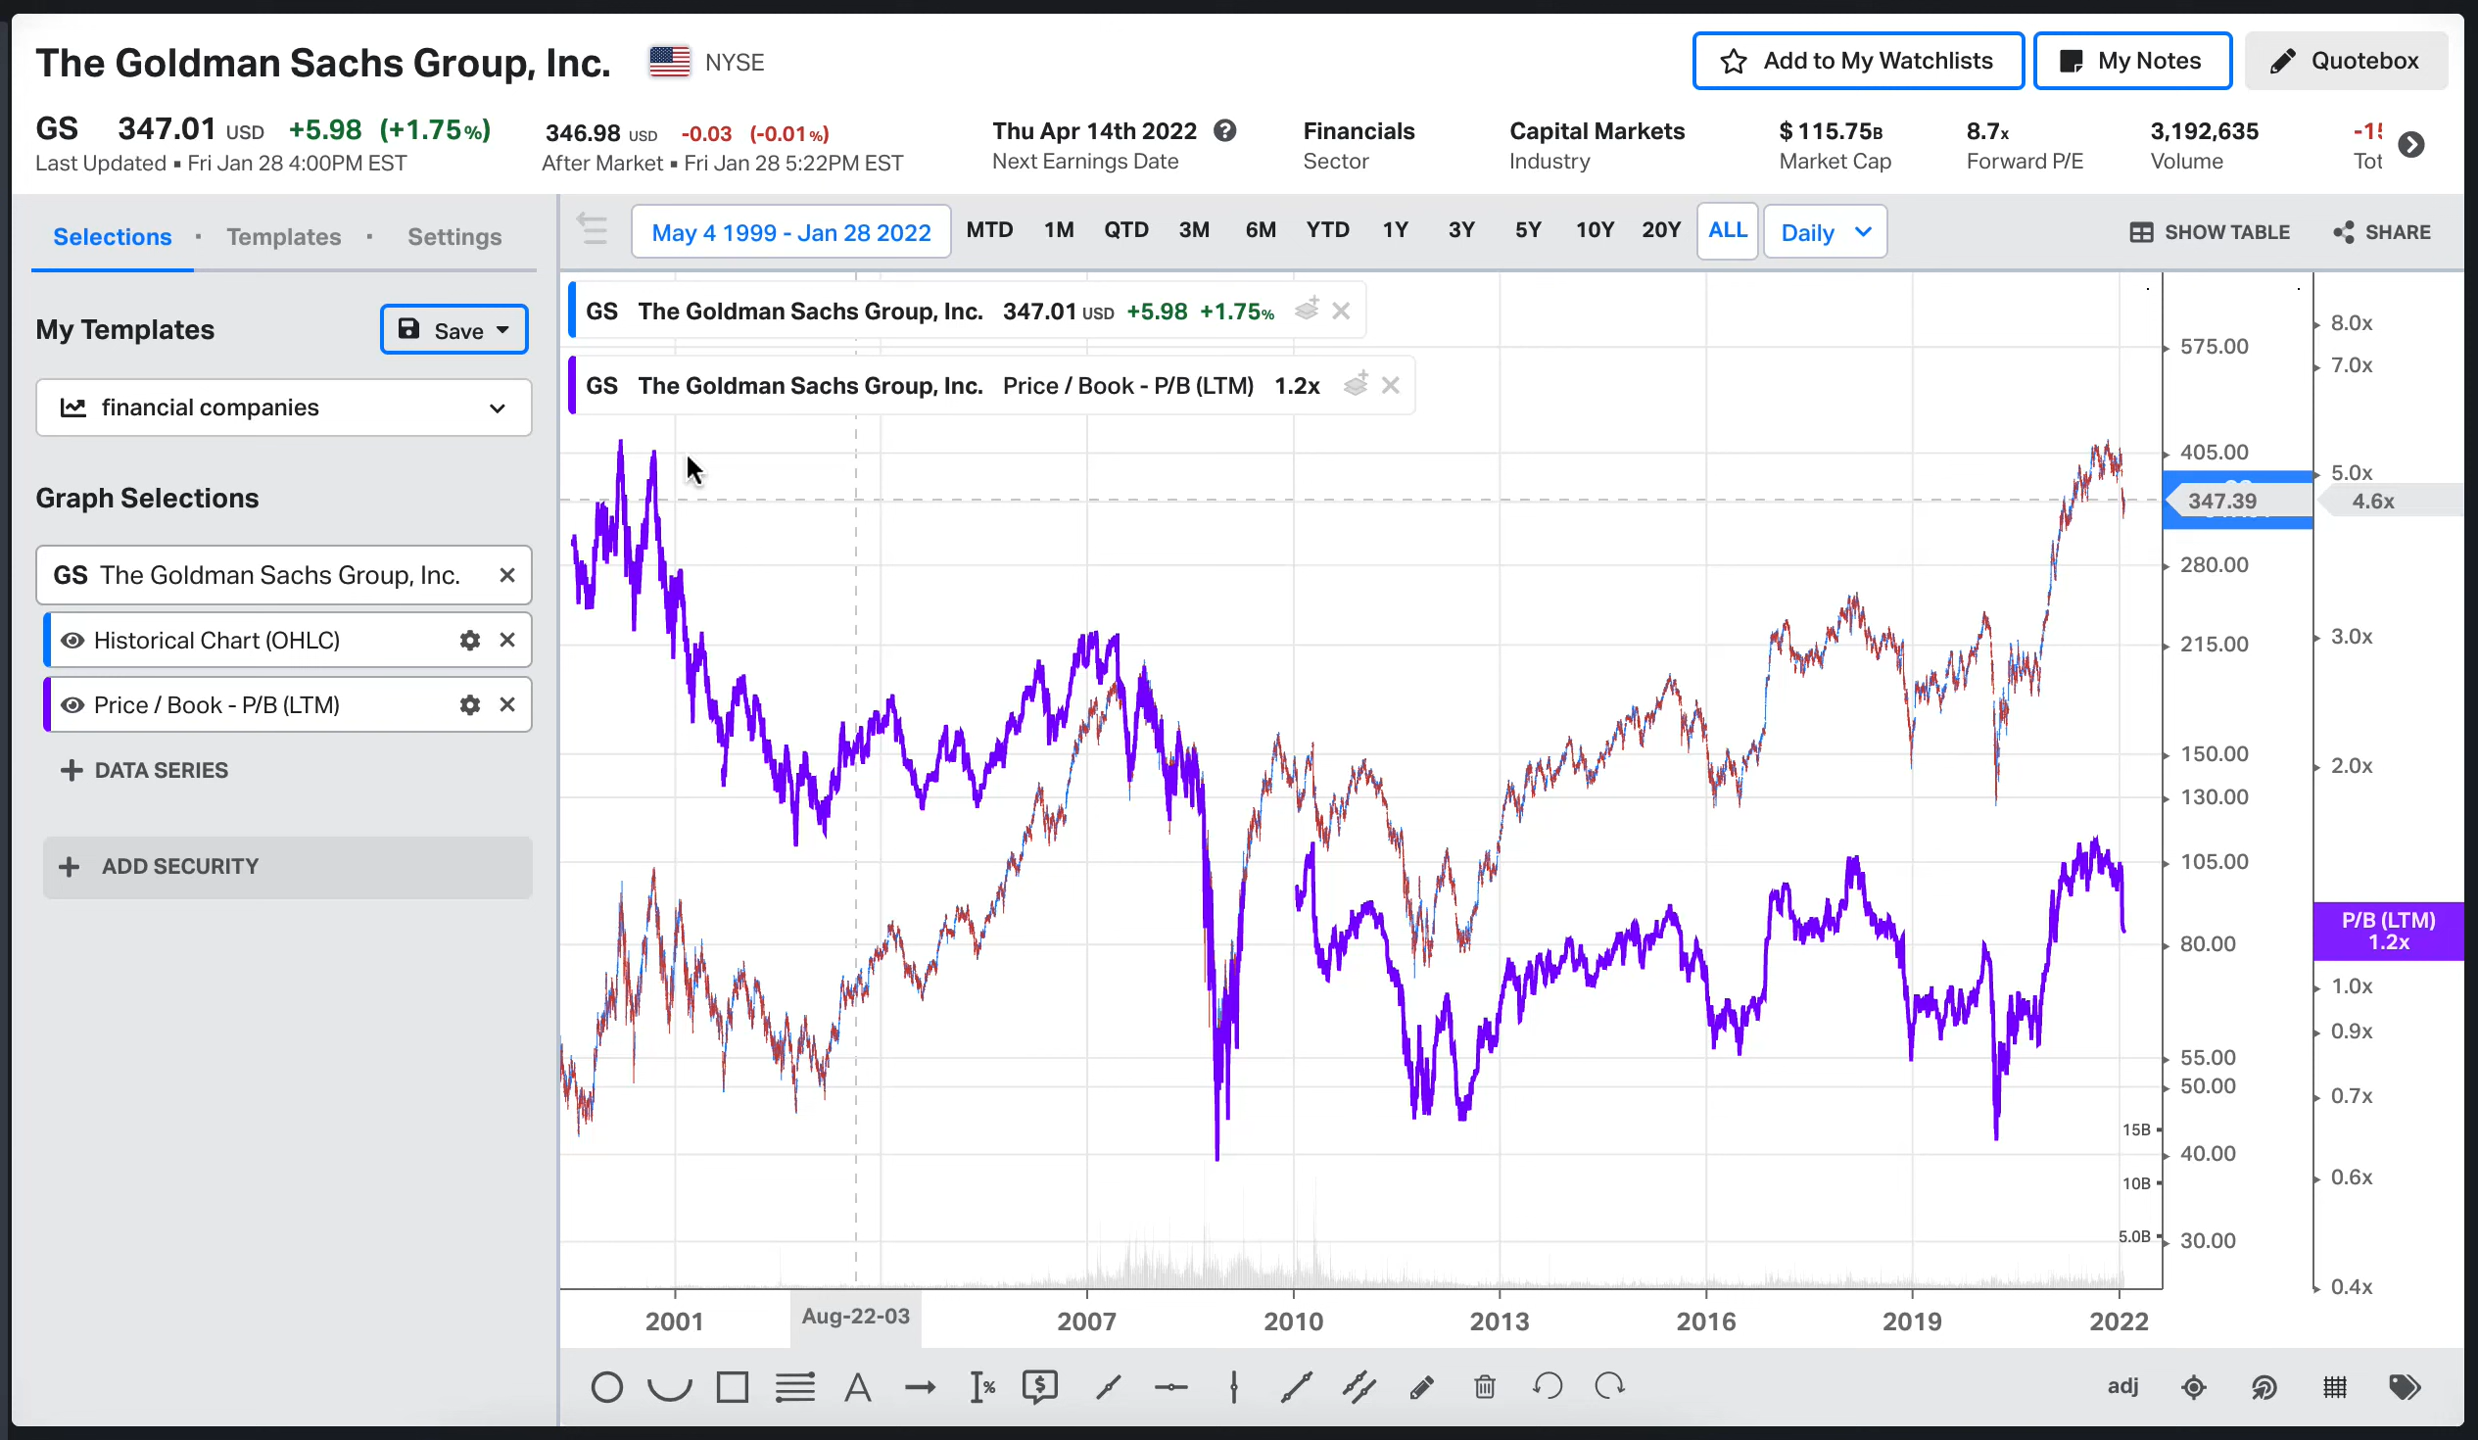 The Goldman Sachs Group, Inc. NYSE
Add to My Watchlists
My Notes
Quotebox
GS 347.01 USD +5.98 (+1.75%)
Last Updated ▪ Fri Jan 28 4:00PM EST
346.98 USD -0.03 (-0.01%)
After Market ▪ Fri Jan 28 5:22PM EST
Thu Apr 14th 2022 ?
Next Earnings Date
Financials
Sector
Capital Markets
Industry
$ 115.75B
Market Cap
8.7x
Forward P/E
3,192,635
Volume
Selections · Templates · Settings
May 4 1999 - Jan 28 2022
MTD 1M QTD 3M 6M YTD 1Y 3Y 5Y 10Y 20Y ALL
Daily
SHOW TABLE
SHARE
My Templates
Save
financial companies
Graph Selections
GS The Goldman Sachs Group, Inc.
Historical Chart (OHLC)
Price / Book - P/B (LTM)
+ DATA SERIES
+ ADD SECURITY
GS The Goldman Sachs Group, Inc. 347.01 USD +5.98 +1.75%
GS The Goldman Sachs Group, Inc. Price / Book - P/B (LTM) 1.2x
575.00
405.00
347.39
280.00
215.00
150.00
130.00
105.00
80.00
55.00
50.00
40.00
30.00
15B
10B
5.0B
8.0x
7.0x
5.0x
4.6x
3.0x
2.0x
P/B (LTM)
1.2x
1.0x
0.9x
0.7x
0.6x
0.4x
2001
Aug-22-03
2007
2010
2013
2016
2019
2022
A
%
$
adj